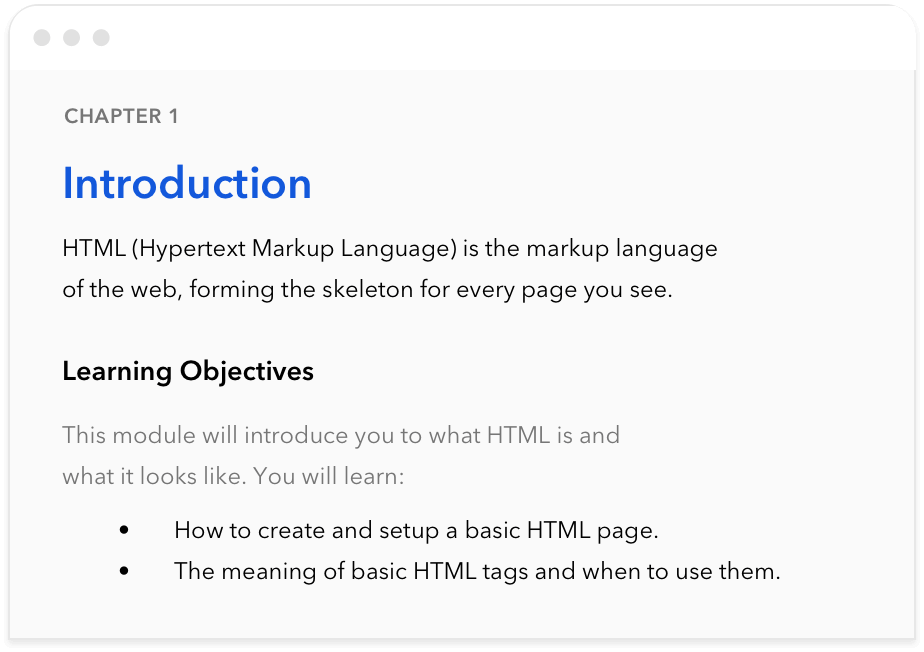 CHAPTER 1
Introduction
HTML (Hypertext Markup Language) is the markup language
of the web, forming the skeleton for every page you see.
Learning Objectives
This module will introduce you to what HTML is and
what it looks like. You will learn:
• How to create and setup a basic HTML page.
• The meaning of basic HTML tags and when to use them.